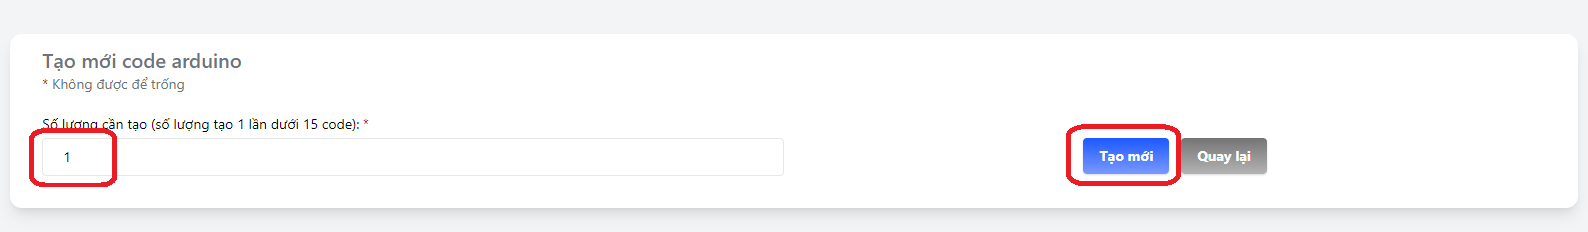 Tạo mới code arduino
* Không được để trống
Số lượng cần tạo (số lượng tạo 1 lần dưới 15 code): *
1
Tạo mới
Quay lại